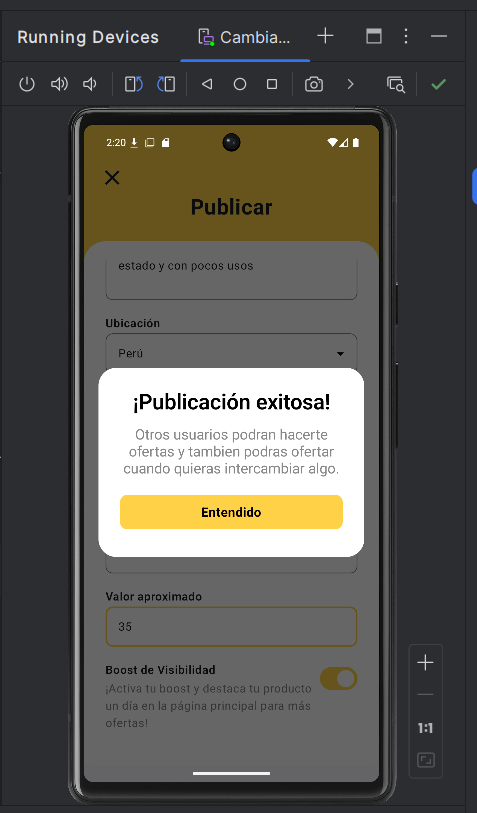 Running Devices
Cambia...
2:20
Publicar
estado y con pocos usos
Ubicación
Perú
¡Publicación exitosa!
Otros usuarios podran hacerte
ofertas y tambien podras ofertar
cuando quieras intercambiar algo.
Entendido
Valor aproximado
35
Boost de Visibilidad
¡Activa tu boost y destaca tu producto
un día en la página principal para más
ofertas!
1:1